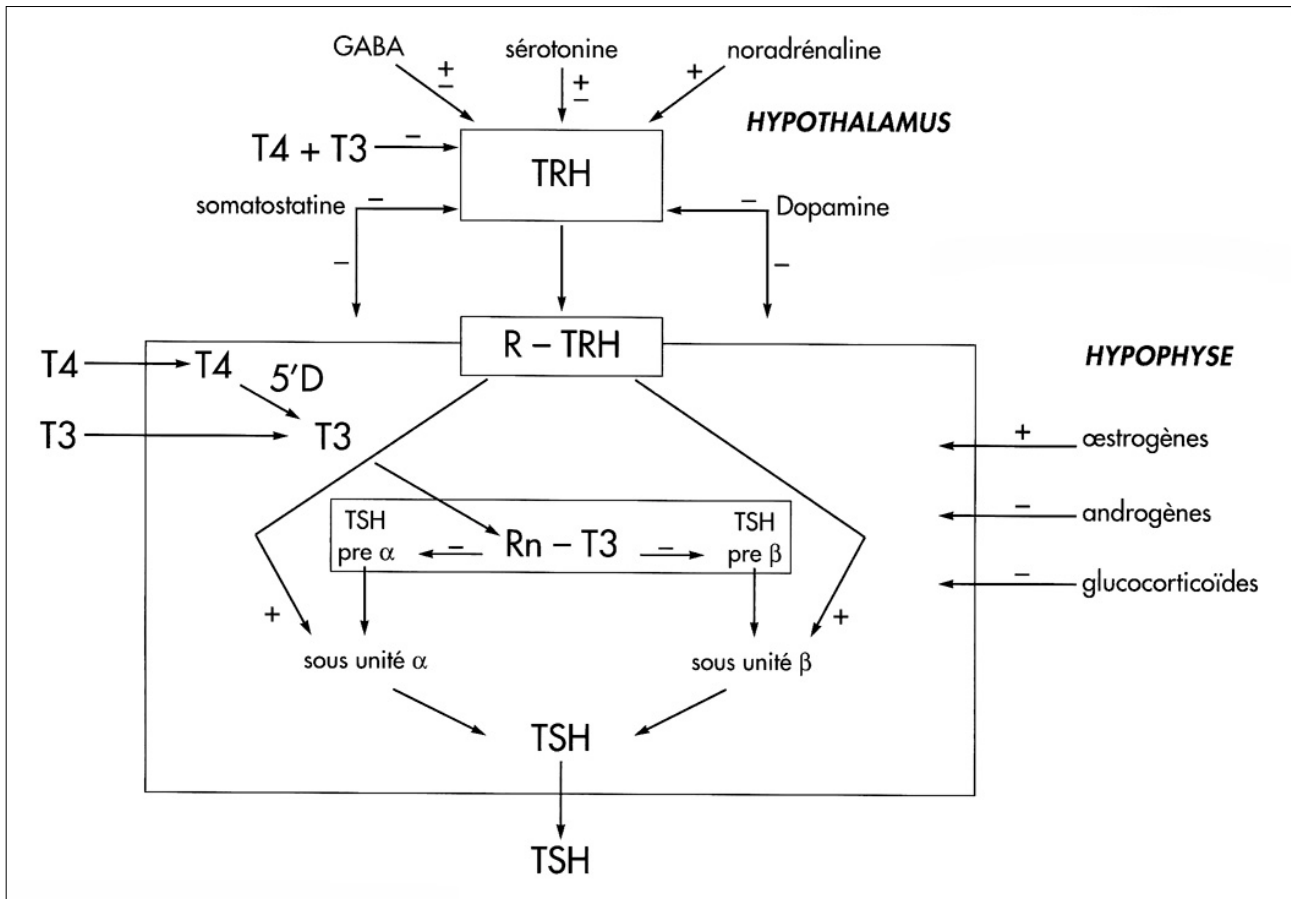 GABA
sérotonine
noradrénaline
±
±
+
HYPOTHALAMUS
T4 + T3
–
TRH
somatostatine
–
–
Dopamine
–
–
R – TRH
HYPOPHYSE
T4
T4
5'D
T3
T3
+
œstrogènes
–
androgènes
–
glucocorticoïdes
TSH
pre α
–
Rn – T3
–
TSH
pre β
+
+
sous unité α
sous unité β
TSH
TSH